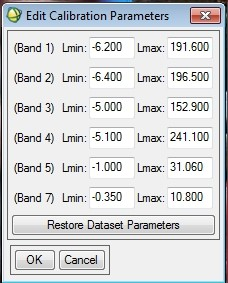 Edit Calibration Parameters
(Band 1) Lmin: -6.200 Lmax: 191.600
(Band 2) Lmin: -6.400 Lmax: 196.500
(Band 3) Lmin: -5.000 Lmax: 152.900
(Band 4) Lmin: -5.100 Lmax: 241.100
(Band 5) Lmin: -1.000 Lmax: 31.060
(Band 7) Lmin: -0.350 Lmax: 10.800
Restore Dataset Parameters
OK Cancel